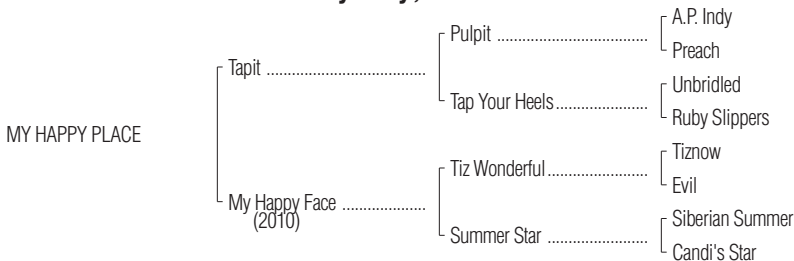 A.P. Indy
Pulpit ..........................................
Preach
Tapit ............................................
Unbridled
Tap Your Heels.........................
Ruby Slippers
MY HAPPY PLACE
Tiznow
Tiz Wonderful...........................
Evil
My Happy Face ......................
(2010)
Siberian Summer
Summer Star ...........................
Candi's Star